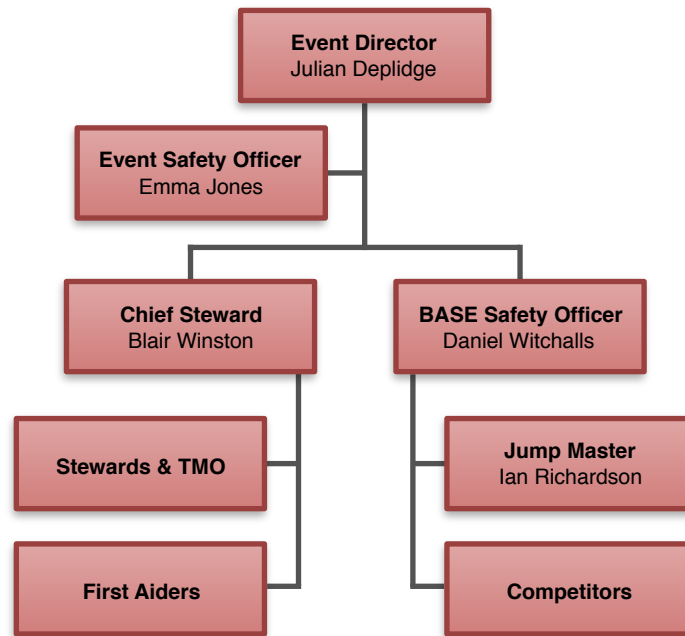 Event Director
Julian Deplidge
Event Safety Officer
Emma Jones
Chief Steward
Blair Winston
BASE Safety Officer
Daniel Witchalls
Stewards & TMO
Jump Master
Ian Richardson
First Aiders
Competitors